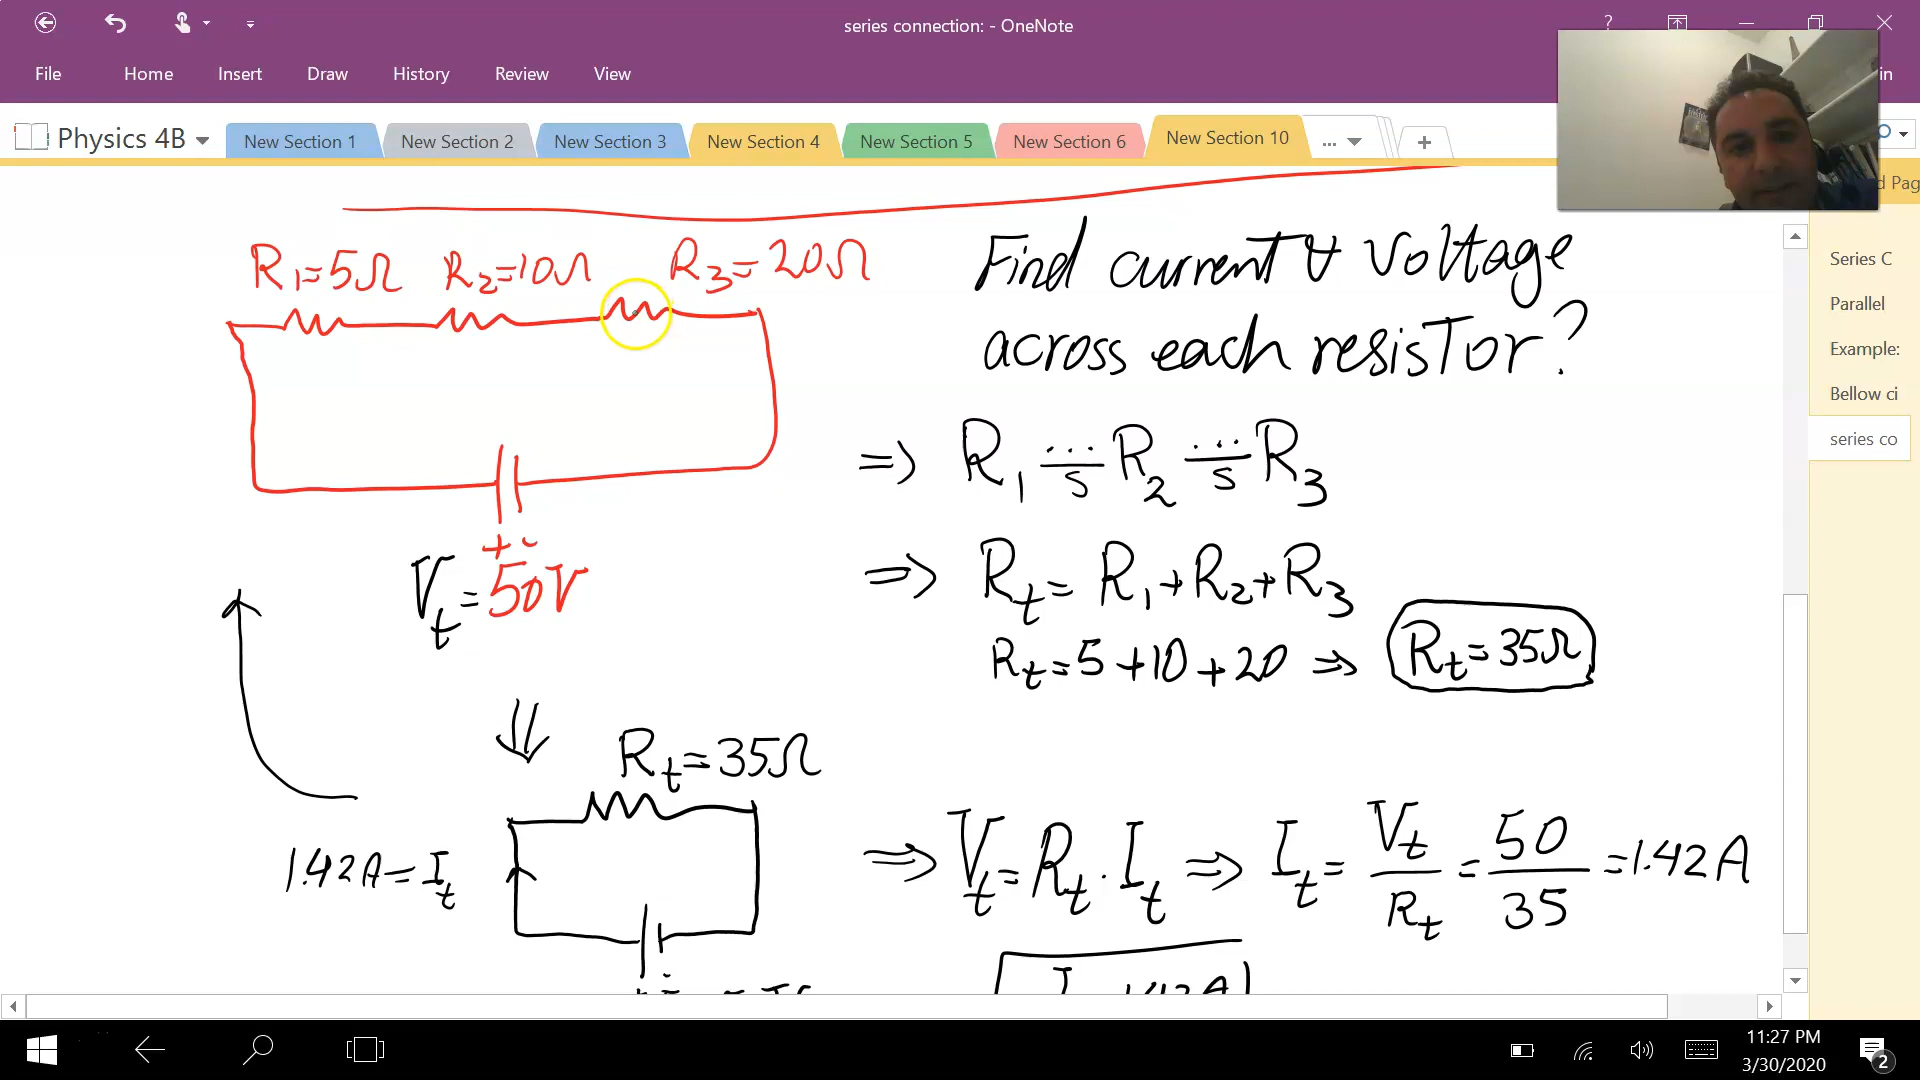 series connection: - OneNote
?
File Home Insert Draw History Review View
in
Physics 4B
New Section 1 New Section 2 New Section 3 New Section 4 New Section 5 New Section 6 New Section 10 ... +
d Pag
Series C
Parallel
Example:
Bellow ci
series co
R1=5Ω R2=10Ω R3=20Ω
Find current & Voltage
across each resistor?
⇒ R1 ...s R2 ...s R3
+ -
Vt=50V
⇒ Rt=R1+R2+R3
Rt=5+10+20 ⇒ Rt=35Ω
⇓
Rt=35Ω
1.42A=It
⇒ Vt=Rt·It ⇒ It=Vt/Rt=50/35=1.42A
11:27 PM
3/30/2020
2